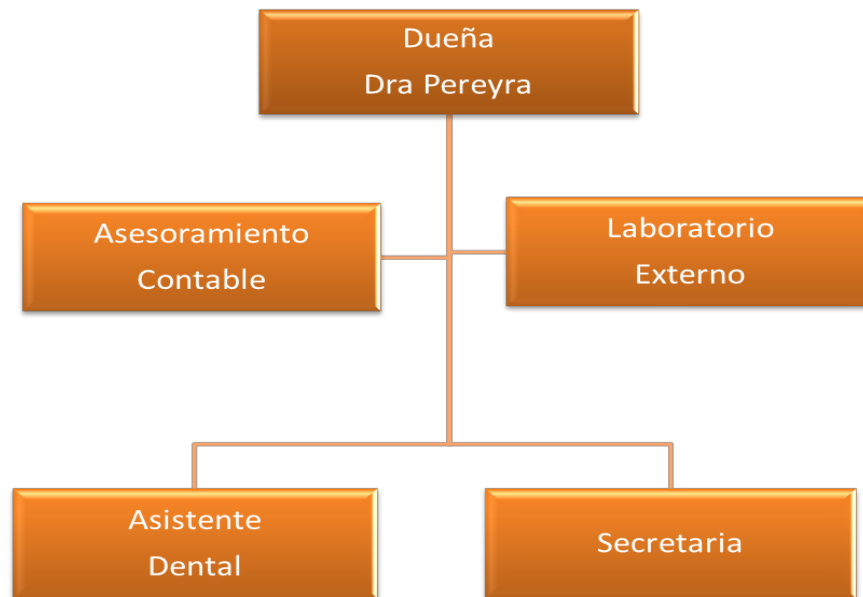 Dueña
Dra Pereyra
Asesoramiento
Contable
Laboratorio
Externo
Asistente
Dental
Secretaria